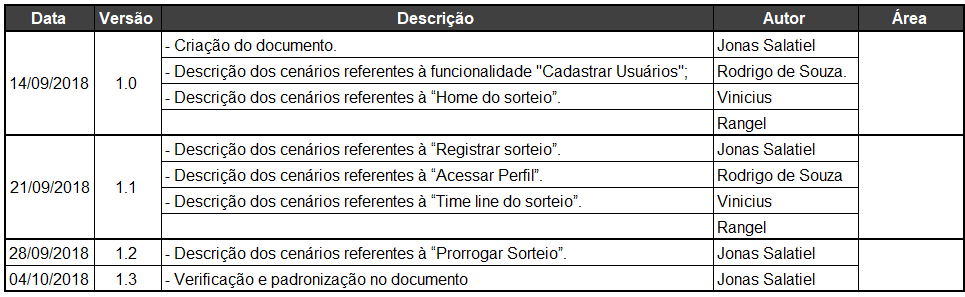 Data Versão Descrição Autor Área
- Criação do documento. Jonas Salatiel
- Descrição dos cenários referentes à funcionalidade "Cadastrar Usuários"; Rodrigo de Souza.
14/09/2018 1.0
- Descrição dos cenários referentes à “Home do sorteio”. Vinicius
Rangel
- Descrição dos cenários referentes à “Registrar sorteio”. Jonas Salatiel
- Descrição dos cenários referentes à “Acessar Perfil”. Rodrigo de Souza
21/09/2018 1.1
- Descrição dos cenários referentes à “Time line do sorteio”. Vinicius
Rangel
28/09/2018 1.2 - Descrição dos cenários referentes à “Prorrogar Sorteio”. Jonas Salatiel
04/10/2018 1.3 - Verificação e padronização no documento Jonas Salatiel